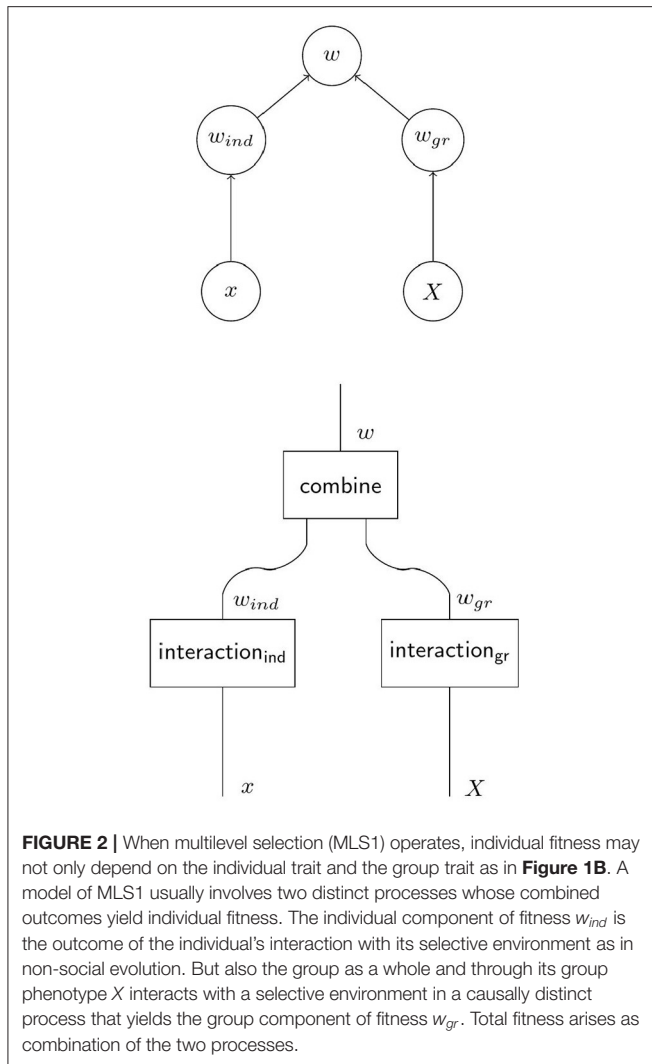 w
w_ind w_gr
x X
w
combine
w_ind w_gr
interaction_ind interaction_gr
x X
FIGURE 2 | When multilevel selection (MLS1) operates, individual fitness may
not only depend on the individual trait and the group trait as in Figure 1B. A
model of MLS1 usually involves two distinct processes whose combined
outcomes yield individual fitness. The individual component of fitness w_ind is
the outcome of the individual's interaction with its selective environment as in
non-social evolution. But also the group as a whole and through its group
phenotype X interacts with a selective environment in a causally distinct
process that yields the group component of fitness w_gr. Total fitness arises as
combination of the two processes.